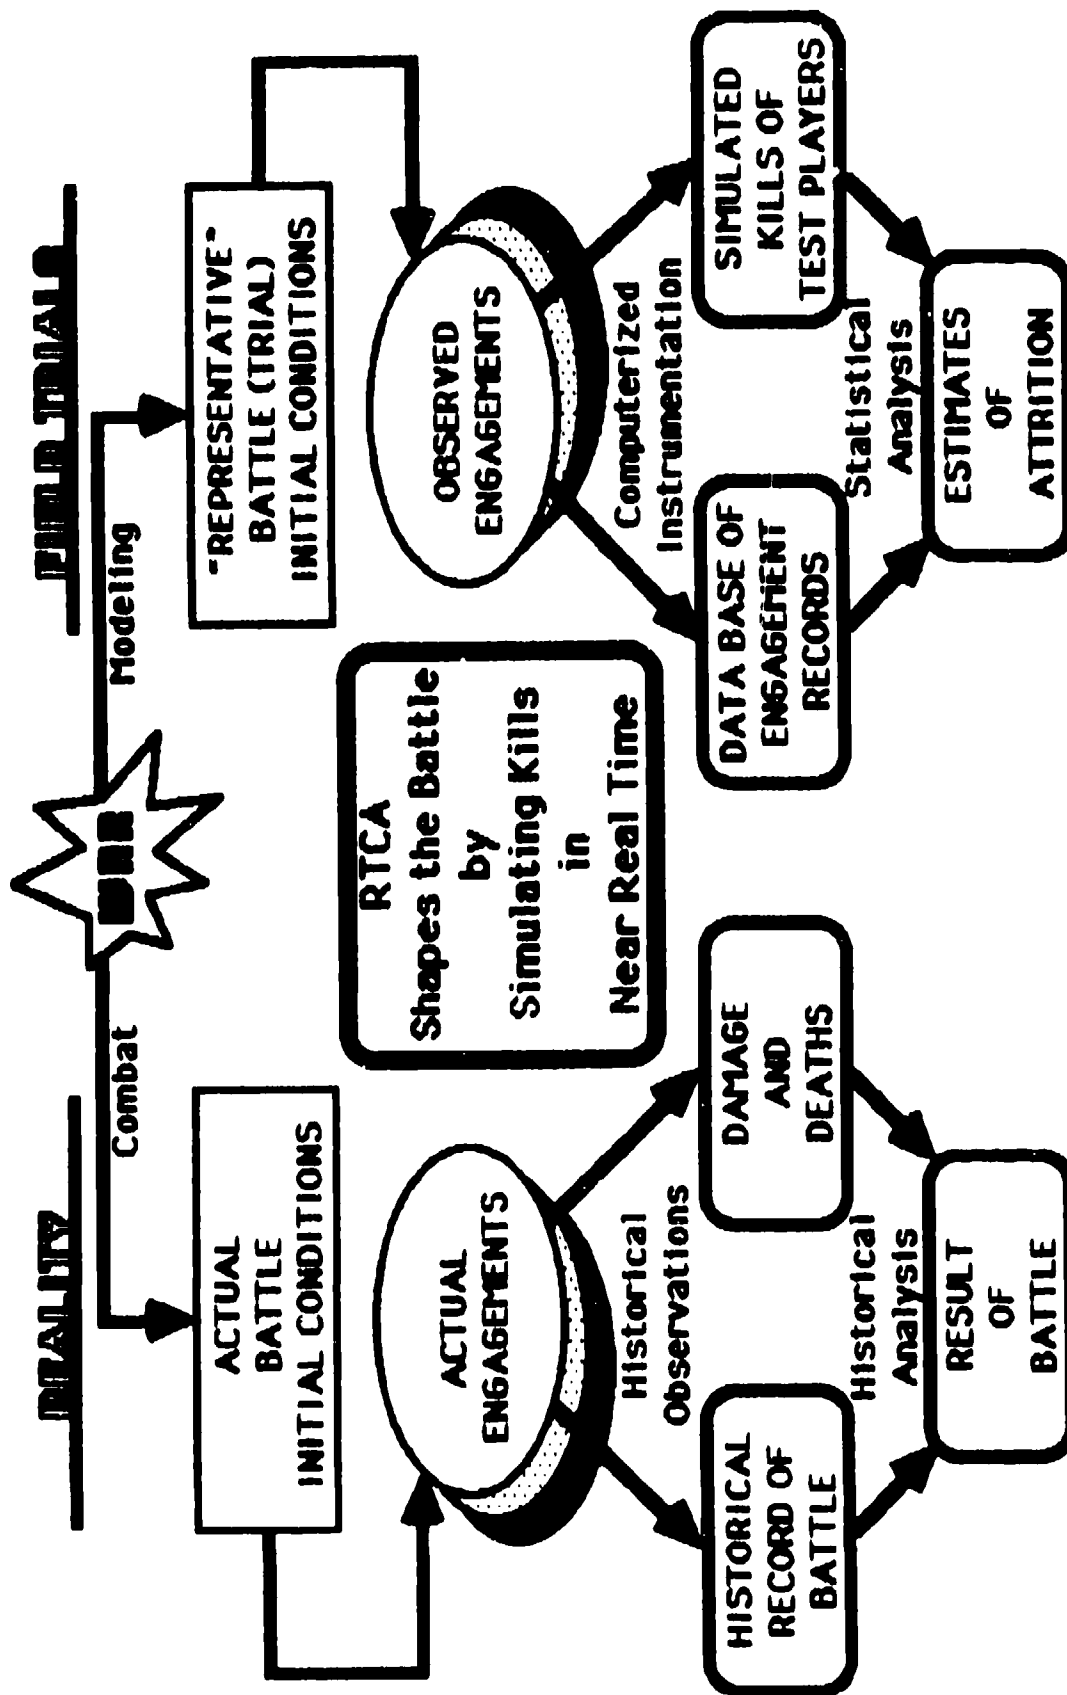 REALITY
FIELD TRIALS
WAR
Combat
Modeling
ACTUAL
BATTLE
INITIAL CONDITIONS
"REPRESENTATIVE"
BATTLE (TRIAL)
INITIAL CONDITIONS
ACTUAL
ENGAGEMENTS
RTCA
Shapes the Battle
by
Simulating Kills
in
Near Real Time
OBSERVED
ENGAGEMENTS
Historical
Observations
Computerized
Instrumentation
HISTORICAL
RECORD OF
BATTLE
DAMAGE
AND
DEATHS
DATA BASE OF
ENGAGEMENT
RECORDS
SIMULATED
KILLS OF
TEST PLAYERS
Historical
Analysis
Statistical
Analysis
RESULT
OF
BATTLE
ESTIMATES
OF
ATTRITION